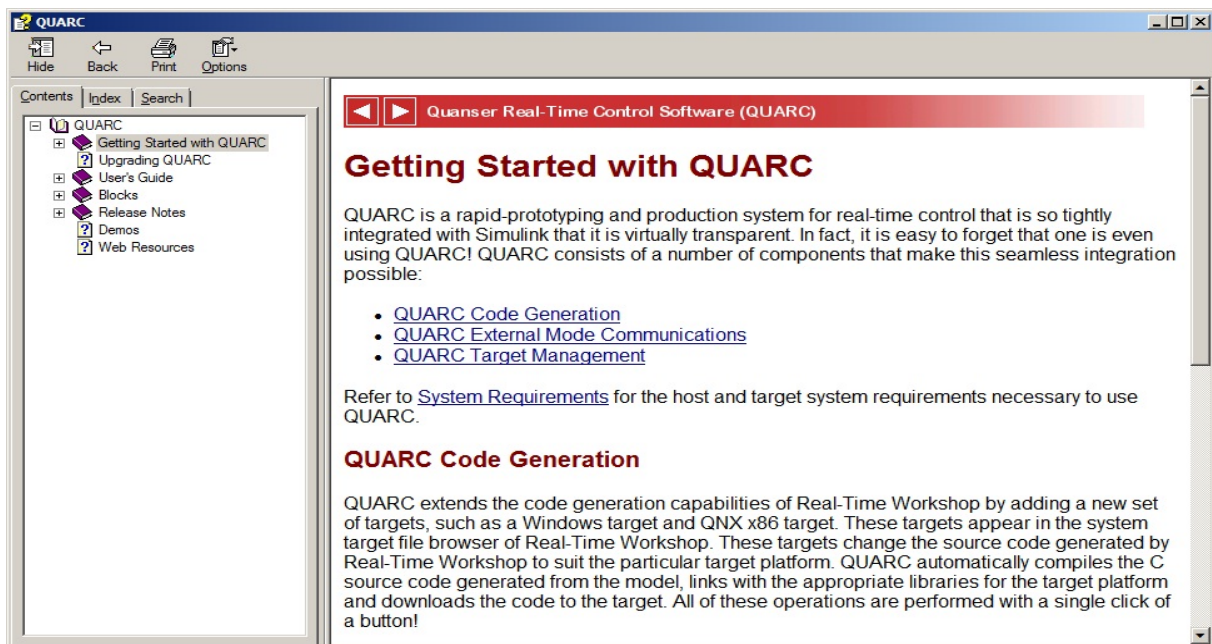 QUARC
Hide Back Print Options
Contents Index Search
QUARC
Getting Started with QUARC
Upgrading QUARC
User's Guide
Blocks
Release Notes
Demos
Web Resources
Quanser Real-Time Control Software (QUARC)
Getting Started with QUARC
QUARC is a rapid-prototyping and production system for real-time control that is so tightly
integrated with Simulink that it is virtually transparent. In fact, it is easy to forget that one is even
using QUARC! QUARC consists of a number of components that make this seamless integration
possible:
• QUARC Code Generation
• QUARC External Mode Communications
• QUARC Target Management
Refer to System Requirements for the host and target system requirements necessary to use
QUARC.
QUARC Code Generation
QUARC extends the code generation capabilities of Real-Time Workshop by adding a new set
of targets, such as a Windows target and QNX x86 target. These targets appear in the system
target file browser of Real-Time Workshop. These targets change the source code generated by
Real-Time Workshop to suit the particular target platform. QUARC automatically compiles the C
source code generated from the model, links with the appropriate libraries for the target platform
and downloads the code to the target. All of these operations are performed with a single click of
a button!